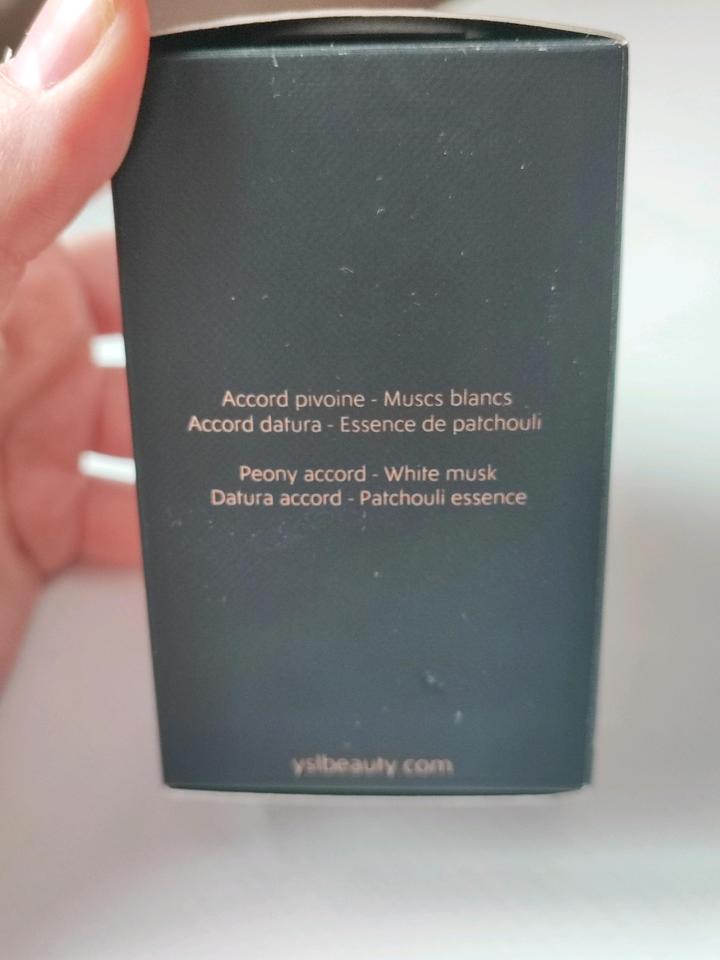 Accord pivoine - Muscs blancs
Accord datura - Essence de patchouli
Peony accord - White musk
Datura accord - Patchouli essence
yslbeauty.com